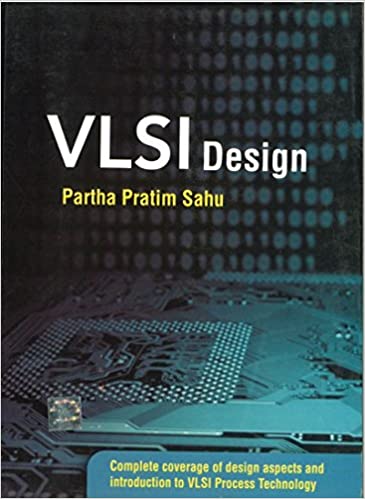 VLSI Design
Partha Pratim Sahu
Complete coverage of design aspects and
introduction to VLSI Process Technology